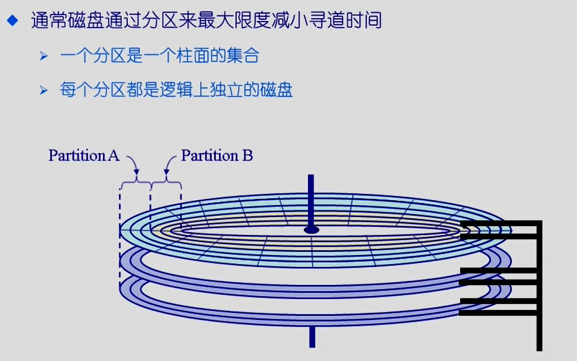 通常磁盘通过分区来最大限度减小寻道时间
一个分区是一个柱面的集合
每个分区都是逻辑上独立的磁盘
Partition A
Partition B